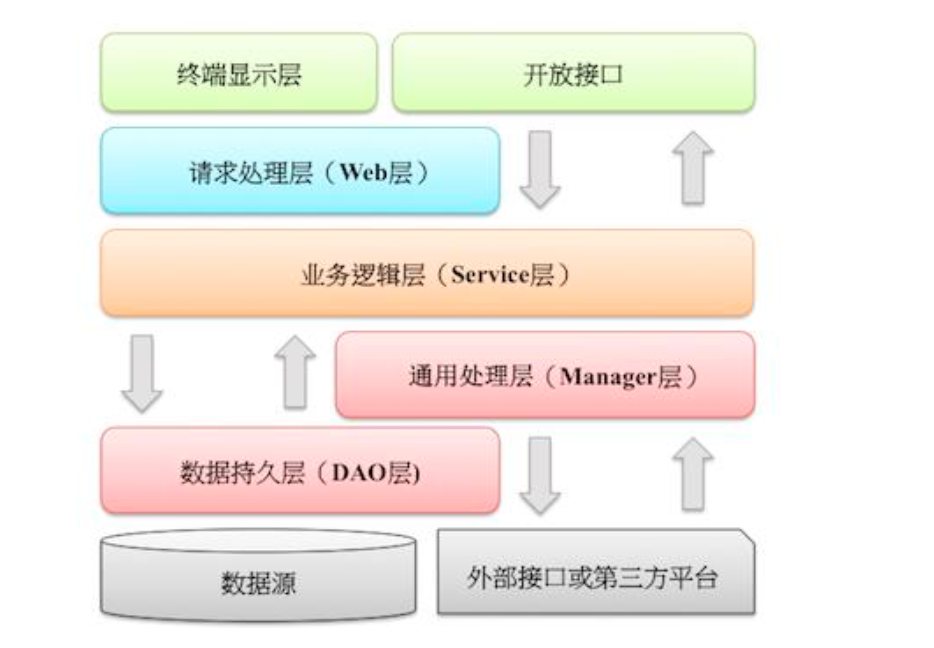 终端显示层
开放接口
请求处理层（Web层）
业务逻辑层（Service层）
通用处理层（Manager层）
数据持久层（DAO层)
数据源
外部接口或第三方平台